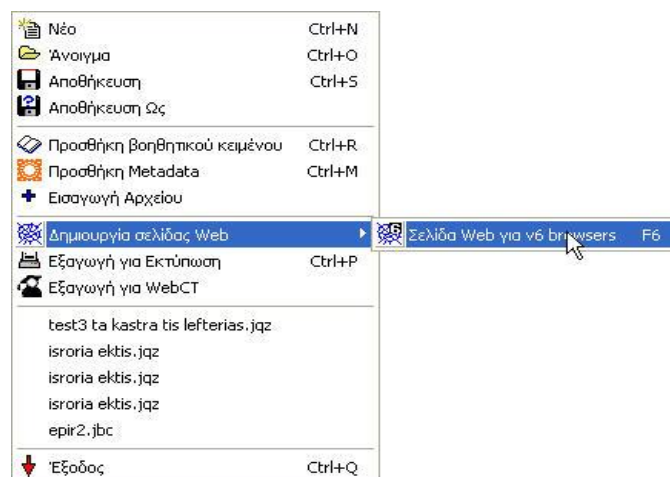 Νέο Ctrl+N
Άνοιγμα Ctrl+O
Αποθήκευση Ctrl+S
Αποθήκευση Ως
Προσθήκη βοηθητικού κειμένου Ctrl+R
Προσθήκη Metadata Ctrl+M
Εισαγωγή Αρχείου
Δημιουργία σελίδας Web
Σελίδα Web για v6 browsers F6
Εξαγωγή για Εκτύπωση Ctrl+P
Εξαγωγή για WebCT
test3 ta kastra tis lefterias.jqz
isroria ektis.jqz
isroria ektis.jqz
isroria ektis.jqz
epir2.jbc
Έξοδος Ctrl+Q